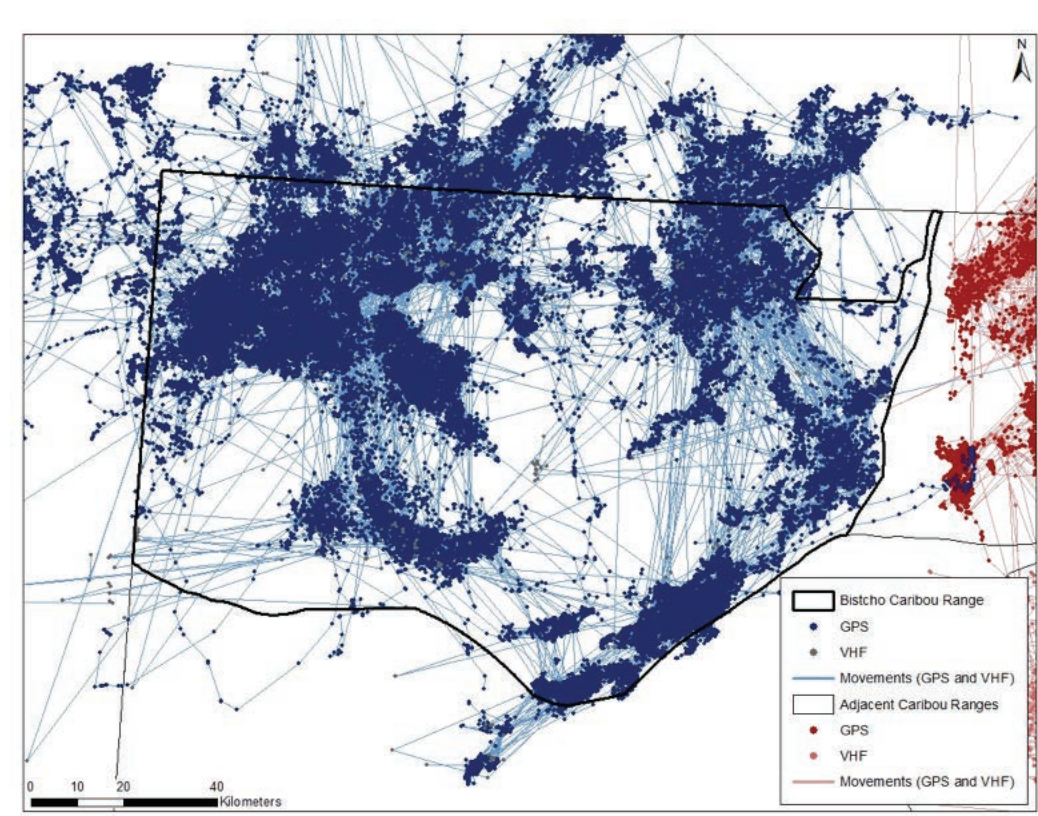 N
Bistcho Caribou Range
GPS
VHF
Movements (GPS and VHF)
Adjacent Caribou Ranges
GPS
VHF
Movements (GPS and VHF)
0 10 20 40
Kilometers